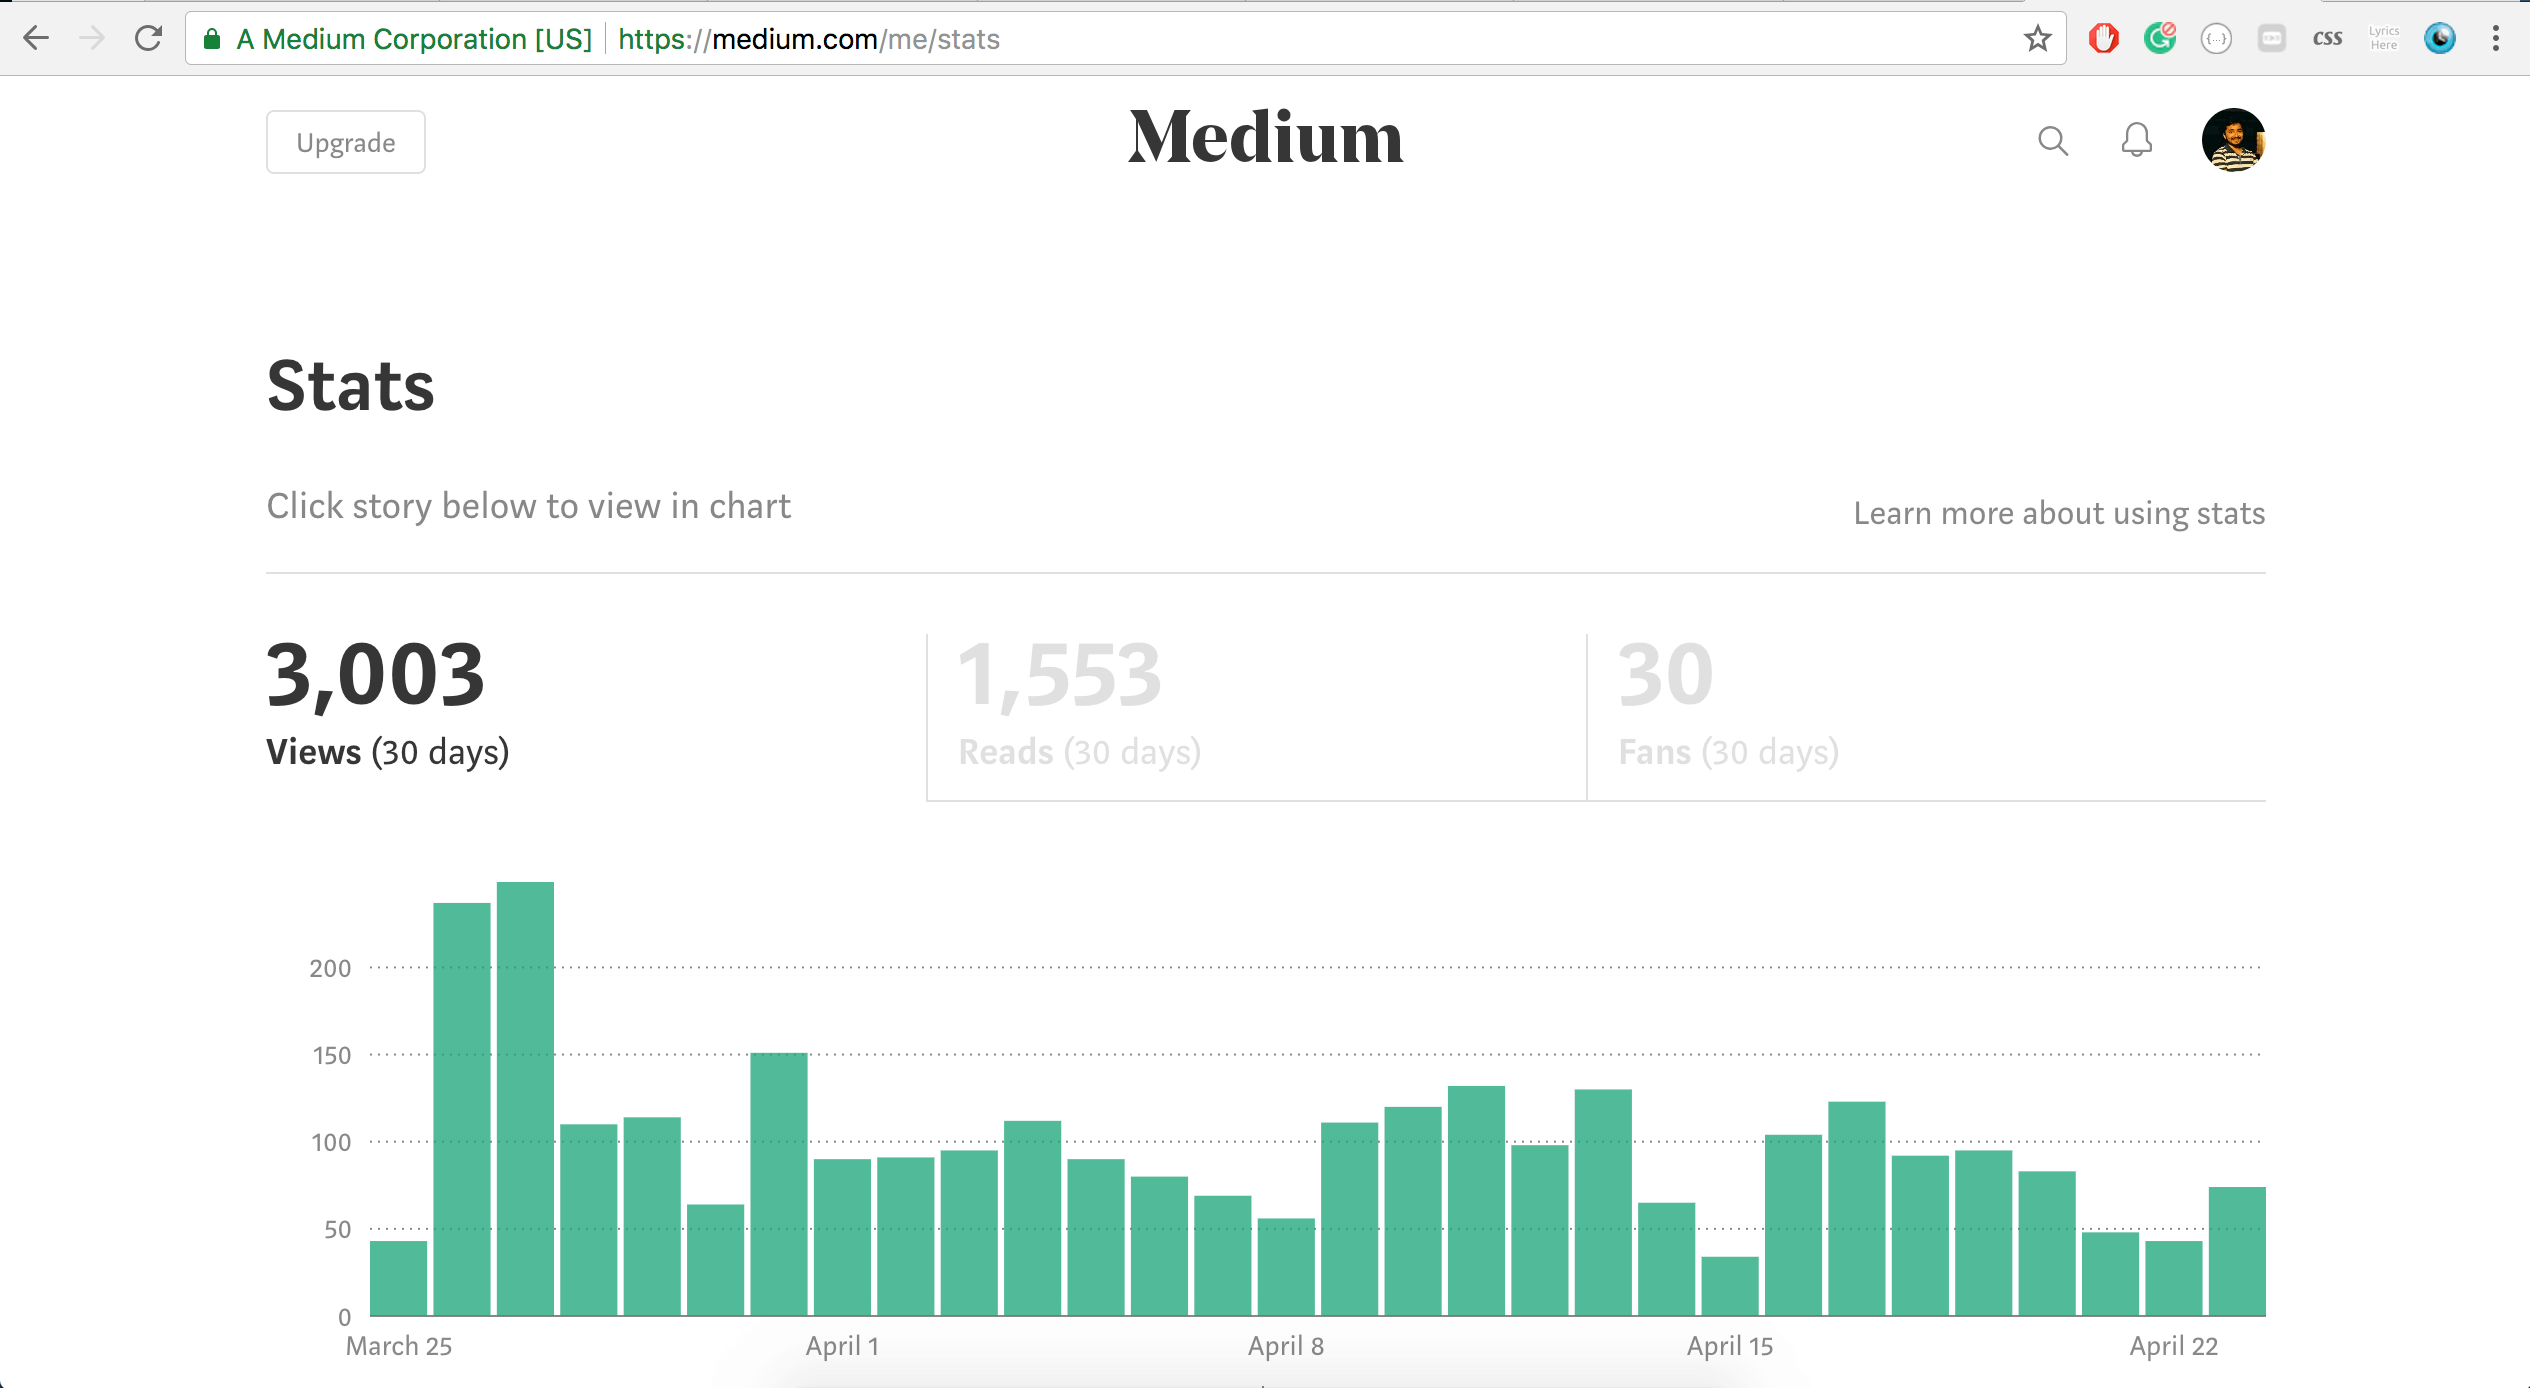 A Medium Corporation [US] https://medium.com/me/stats
css
Lyrics
Here
Upgrade
Medium
Stats
Click story below to view in chart
Learn more about using stats
3,003
Views (30 days)
1,553
Reads (30 days)
30
Fans (30 days)
200
150
100
50
0
March 25
April 1
April 8
April 15
April 22